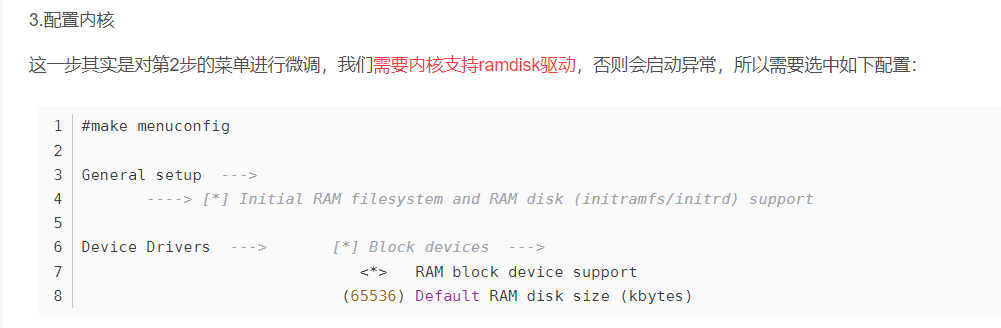 3.配置内核
这一步其实是对第2步的菜单进行微调，我们需要内核支持ramdisk驱动，否则会启动异常，所以需要选中如下配置：
1 #make menuconfig
2
3 General setup --->
4 ----> [*] Initial RAM filesystem and RAM disk (initramfs/initrd) support
5
6 Device Drivers ---> [*] Block devices --->
7 <*> RAM block device support
8 (65536) Default RAM disk size (kbytes)